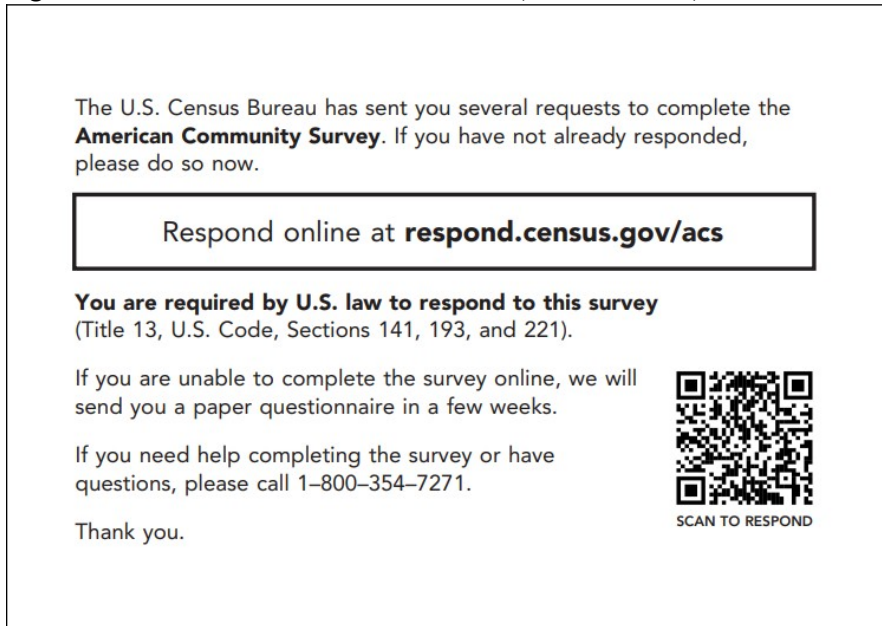 The U.S. Census Bureau has sent you several requests to complete the
American Community Survey. If you have not already responded,
please do so now.
Respond online at respond.census.gov/acs
You are required by U.S. law to respond to this survey
(Title 13, U.S. Code, Sections 141, 193, and 221).
If you are unable to complete the survey online, we will
send you a paper questionnaire in a few weeks.
If you need help completing the survey or have
questions, please call 1–800–354–7271.
Thank you.
SCAN TO RESPOND